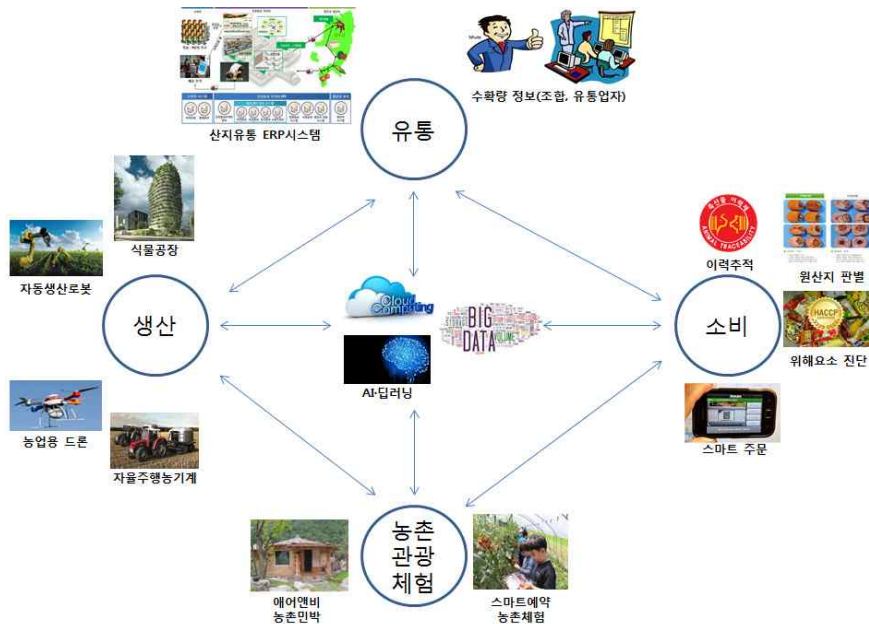 산지유통 ERP시스템
수확량 정보(조합, 유통업자)
유통
식물공장
자동생산로봇
생산
농업용 드론
자율주행농기계
Cloud
Computing
BIG
DATA
VOLUME
AI·딥러닝
ANIMAL TRACEABILITY
이력추적
원산지 판별
소비
HACCP
위해요소 진단
스마트 주문
농촌
관광
체험
애어앤비
농촌민박
스마트예약
농촌체험